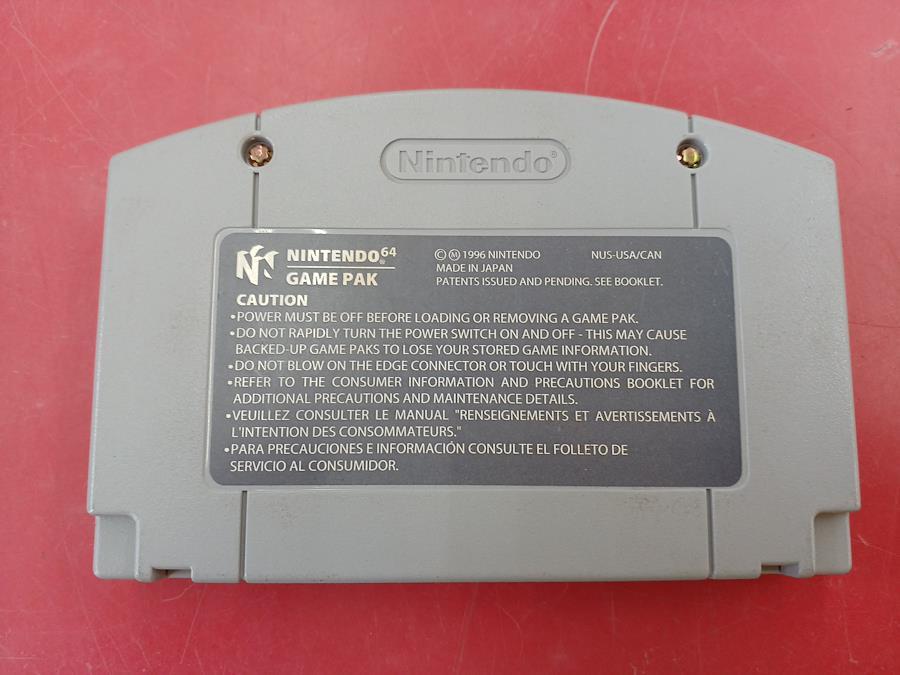 Nintendo®
NINTENDO64®
GAME PAK
©Ⓜ 1996 NINTENDO
MADE IN JAPAN
PATENTS ISSUED AND PENDING. SEE BOOKLET.
NUS-USA/CAN
CAUTION
•POWER MUST BE OFF BEFORE LOADING OR REMOVING A GAME PAK.
•DO NOT RAPIDLY TURN THE POWER SWITCH ON AND OFF - THIS MAY CAUSE
BACKED-UP GAME PAKS TO LOSE YOUR STORED GAME INFORMATION.
•DO NOT BLOW ON THE EDGE CONNECTOR OR TOUCH WITH YOUR FINGERS.
•REFER TO THE CONSUMER INFORMATION AND PRECAUTIONS BOOKLET FOR
ADDITIONAL PRECAUTIONS AND MAINTENANCE DETAILS.
•VEUILLEZ CONSULTER LE MANUAL "RENSEIGNEMENTS ET AVERTISSEMENTS À
L'INTENTION DES CONSOMMATEURS."
•PARA PRECAUCIONES E INFORMACIÓN CONSULTE EL FOLLETO DE
SERVICIO AL CONSUMIDOR.